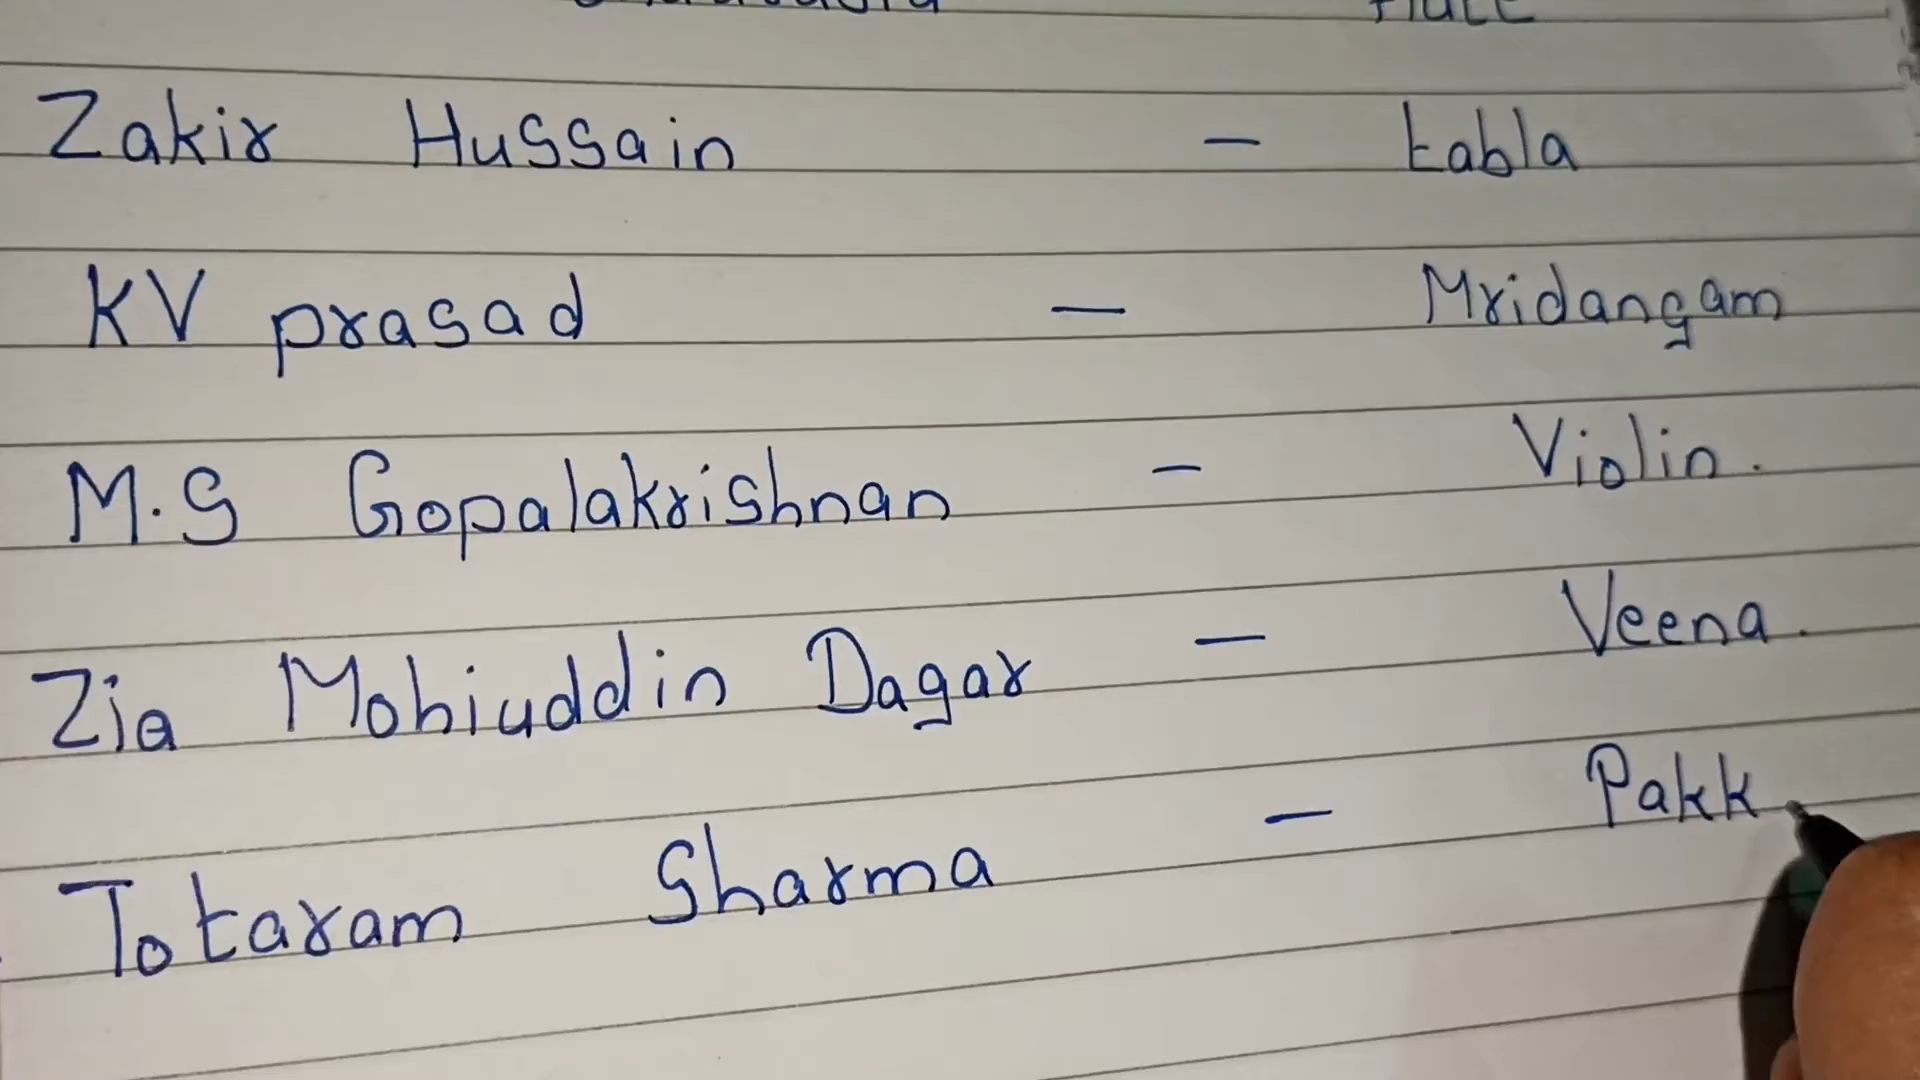 Zakir Hussain - tabla
KV prasad - Mridangam
M.S Gopalakrishnan - Violin.
Zia Mohiuddin Dagar - Veena.
Totaram Sharma - Pakk